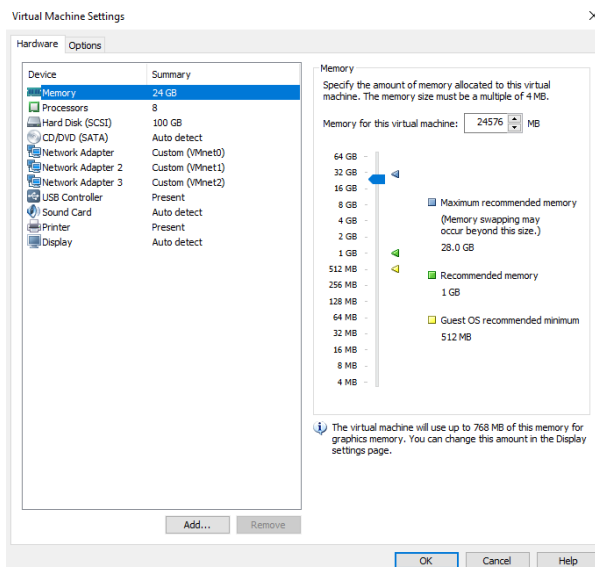 Virtual Machine Settings
Hardware Options
Device Summary
Memory 24 GB
Processors 8
Hard Disk (SCSI) 100 GB
CD/DVD (SATA) Auto detect
Network Adapter Custom (VMnet0)
Network Adapter 2 Custom (VMnet1)
Network Adapter 3 Custom (VMnet2)
USB Controller Present
Sound Card Auto detect
Printer Present
Display Auto detect
Add... Remove
Memory
Specify the amount of memory allocated to this virtual
machine. The memory size must be a multiple of 4 MB.
Memory for this virtual machine: 24576 MB
64 GB
32 GB
16 GB
8 GB
4 GB
2 GB
1 GB
512 MB
256 MB
128 MB
64 MB
32 MB
16 MB
8 MB
4 MB
Maximum recommended memory
(Memory swapping may
occur beyond this size.)
28.0 GB
Recommended memory
1 GB
Guest OS recommended minimum
512 MB
The virtual machine will use up to 768 MB of this memory for
graphics memory. You can change this amount in the Display
settings page.
OK Cancel Help